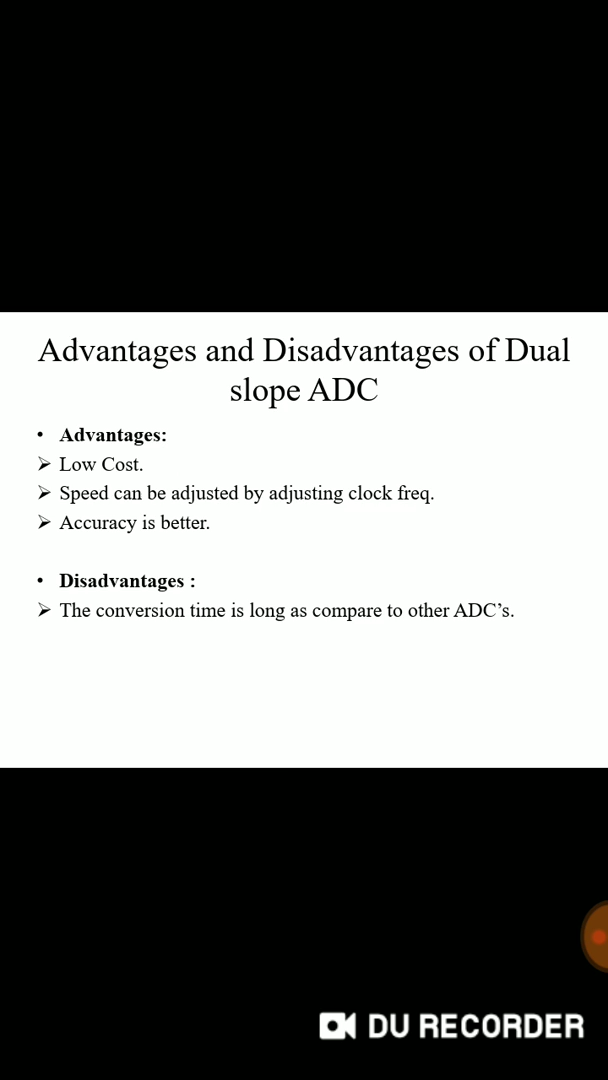 Advantages and Disadvantages of Dual
slope ADC
• Advantages:
➢ Low Cost.
➢ Speed can be adjusted by adjusting clock freq.
➢ Accuracy is better.
• Disadvantages :
➢ The conversion time is long as compare to other ADC’s.
DU RECORDER